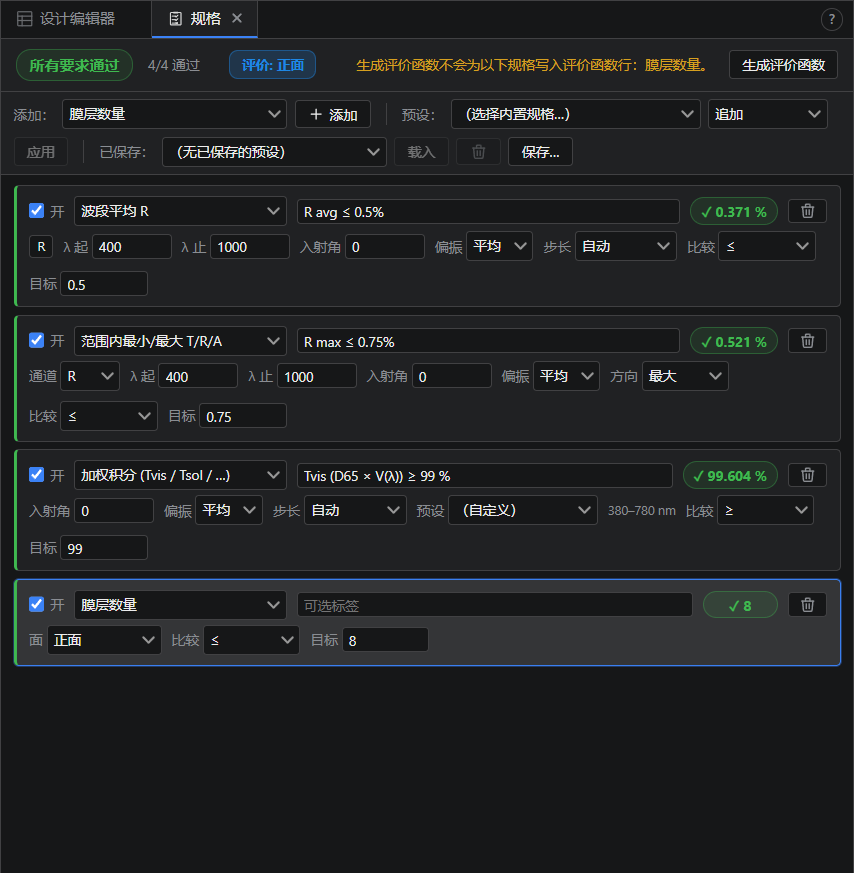 设计编辑器 规格 ?
所有要求通过 4/4 通过 评价: 正面 生成评价函数不会为以下规格写入评价函数行：膜层数量。 生成评价函数
添加: 膜层数量 + 添加 预设: (选择内置规格...) 追加
应用 已保存: (无已保存的预设) 载入 保存...
开 波段平均 R R avg ≤ 0.5% ✓ 0.371 %
R λ 起 400 λ 止 1000 入射角 0 偏振 平均 步长 自动 比较 ≤
目标 0.5
开 范围内最小/最大 T/R/A R max ≤ 0.75% ✓ 0.521 %
通道 R λ 起 400 λ 止 1000 入射角 0 偏振 平均 方向 最大
比较 ≤ 目标 0.75
开 加权积分 (Tvis / Tsol / ...) Tvis (D65 × V(λ)) ≥ 99 % ✓ 99.604 %
入射角 0 偏振 平均 步长 自动 预设 (自定义) 380–780 nm 比较 ≥
目标 99
开 膜层数量 可选标签 ✓ 8
面 正面 比较 ≤ 目标 8